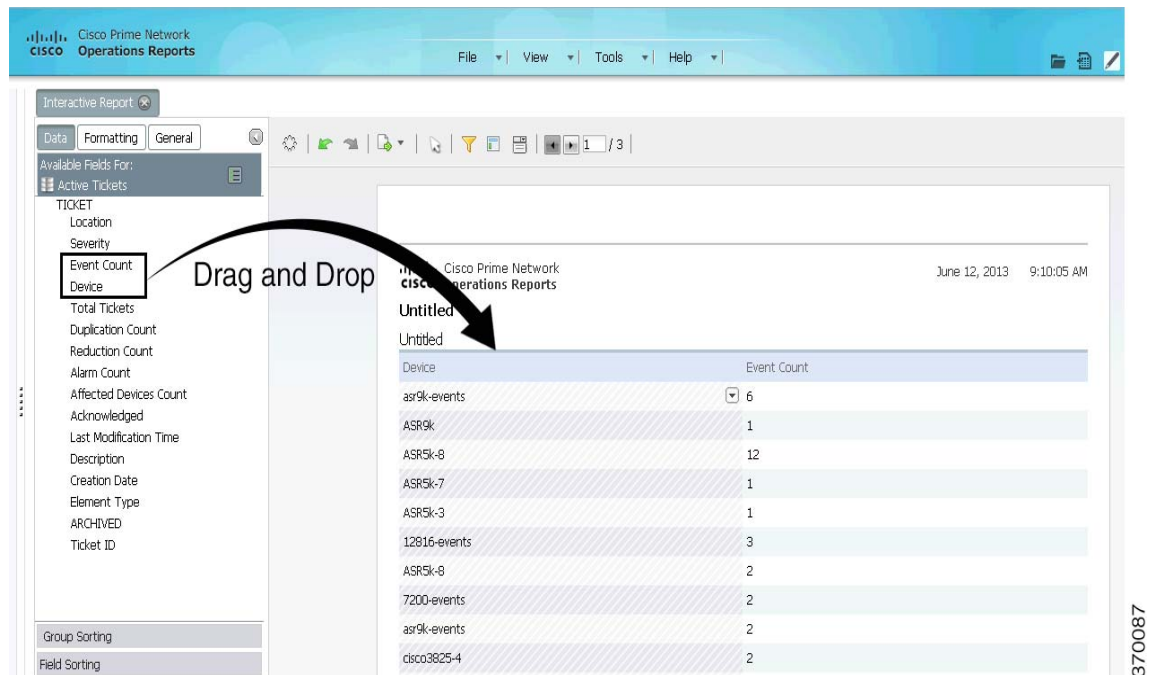 Cisco Prime Network
CISCO Operations Reports
File View Tools Help
Interactive Report
Data Formatting General
1 / 3
Available Fields For:
Active Tickets
TICKET
Location
Severity
Event Count
Device
Total Tickets
Duplication Count
Reduction Count
Alarm Count
Affected Devices Count
Acknowledged
Last Modification Time
Description
Creation Date
Element Type
ARCHIVED
Ticket ID
Group Sorting
Field Sorting
Drag and Drop
Cisco Prime Network
cisco Operations Reports
June 12, 2013 9:10:05 AM
Untitled
Untitled
Device Event Count
asr9k-events 6
ASR9k 1
ASR5k-8 12
ASR5k-7 1
ASR5k-3 1
12816-events 3
ASR5k-8 2
7200-events 2
asr9k-events 2
cisco3825-4 2
370087